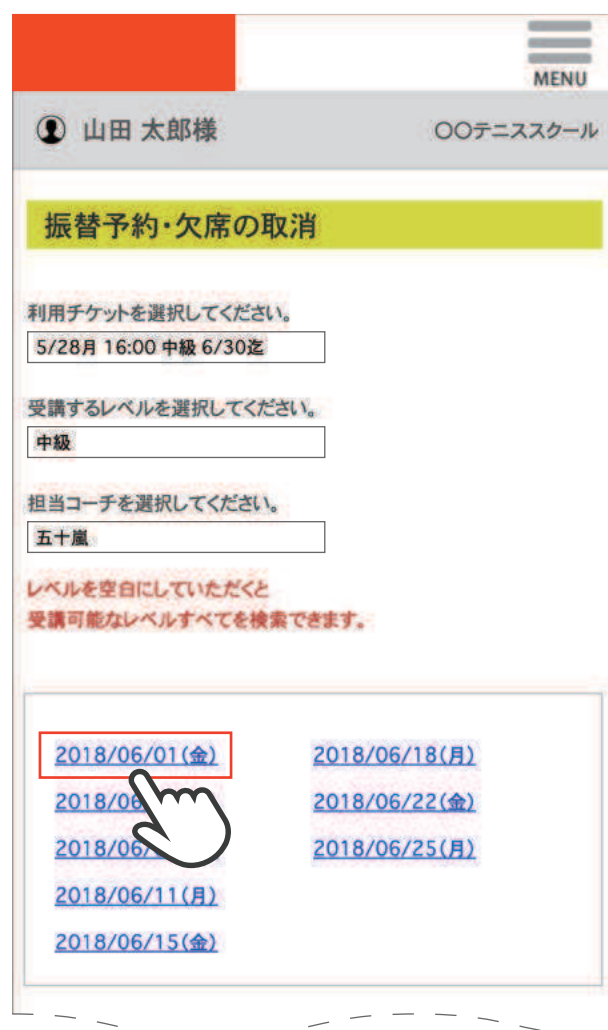 MENU
山田 太郎様
〇〇テニススクール
振替予約・欠席の取消
利用チケットを選択してください。
5/28月 16:00 中級 6/30迄
受講するレベルを選択してください。
中級
担当コーチを選択してください。
五十嵐
レベルを空白にしていただくと
受講可能なレベルすべてを検索できます。
2018/06/01(金)
2018/06/18(月)
2018/06/22(金)
2018/06/25(月)
2018/06/11(月)
2018/06/15(金)